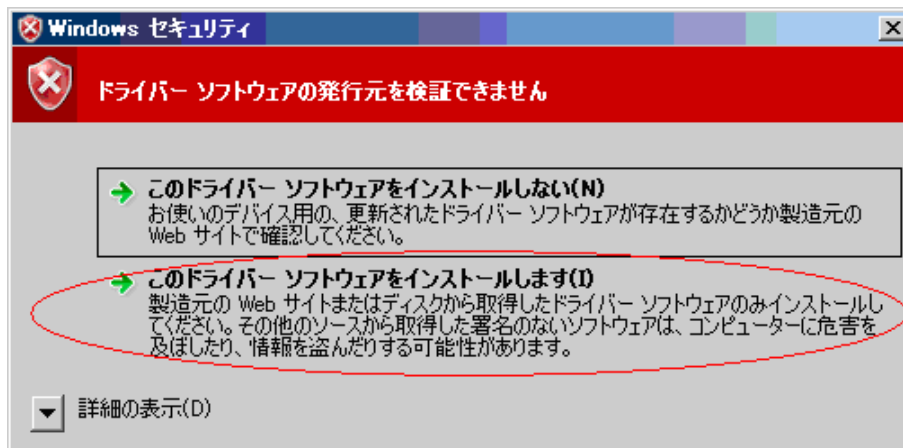 Windows セキュリティ
ドライバー ソフトウェアの発行元を検証できません
このドライバー ソフトウェアをインストールしない(N)
お使いのデバイス用の、更新されたドライバー ソフトウェアが存在するかどうか製造元の
Web サイトで確認してください。
このドライバー ソフトウェアをインストールします(I)
製造元の Web サイトまたはディスクから取得したドライバー ソフトウェアのみインストールし
てください。その他のソースから取得した署名のないソフトウェアは、コンピューターに危害を
及ぼしたり、情報を盗んだりする可能性があります。
詳細の表示(D)